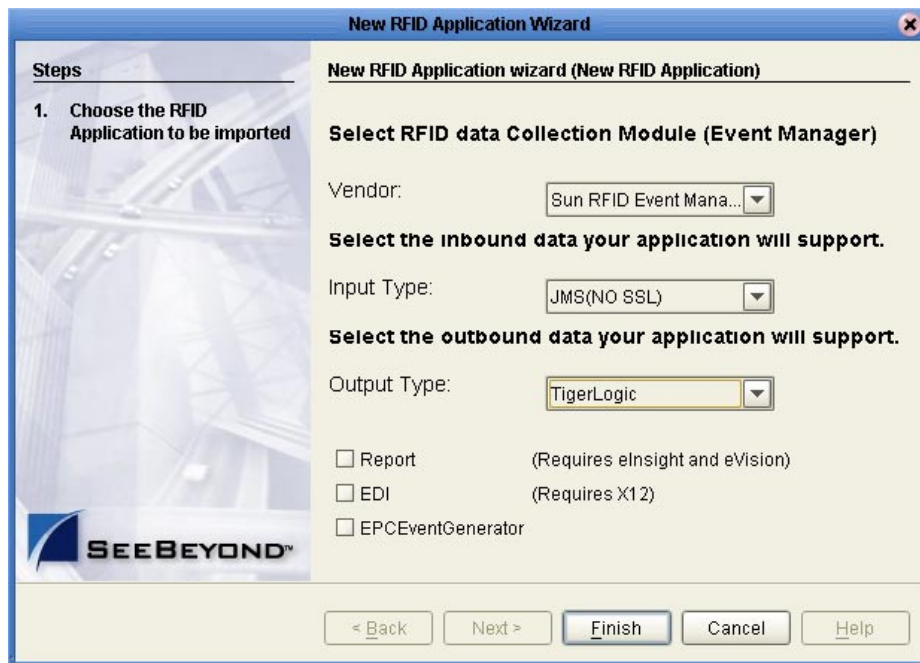 New RFID Application Wizard
Steps
1. Choose the RFID
Application to be imported
New RFID Application wizard (New RFID Application)
Select RFID data Collection Module (Event Manager)
Vendor:
Sun RFID Event Mana...
Select the inbound data your application will support.
Input Type:
JMS(NO SSL)
Select the outbound data your application will support.
Output Type:
TigerLogic
Report (Requires eInsight and eVision)
EDI (Requires X12)
EPCEventGenerator
SEEBEYOND™
< Back Next > Finish Cancel Help